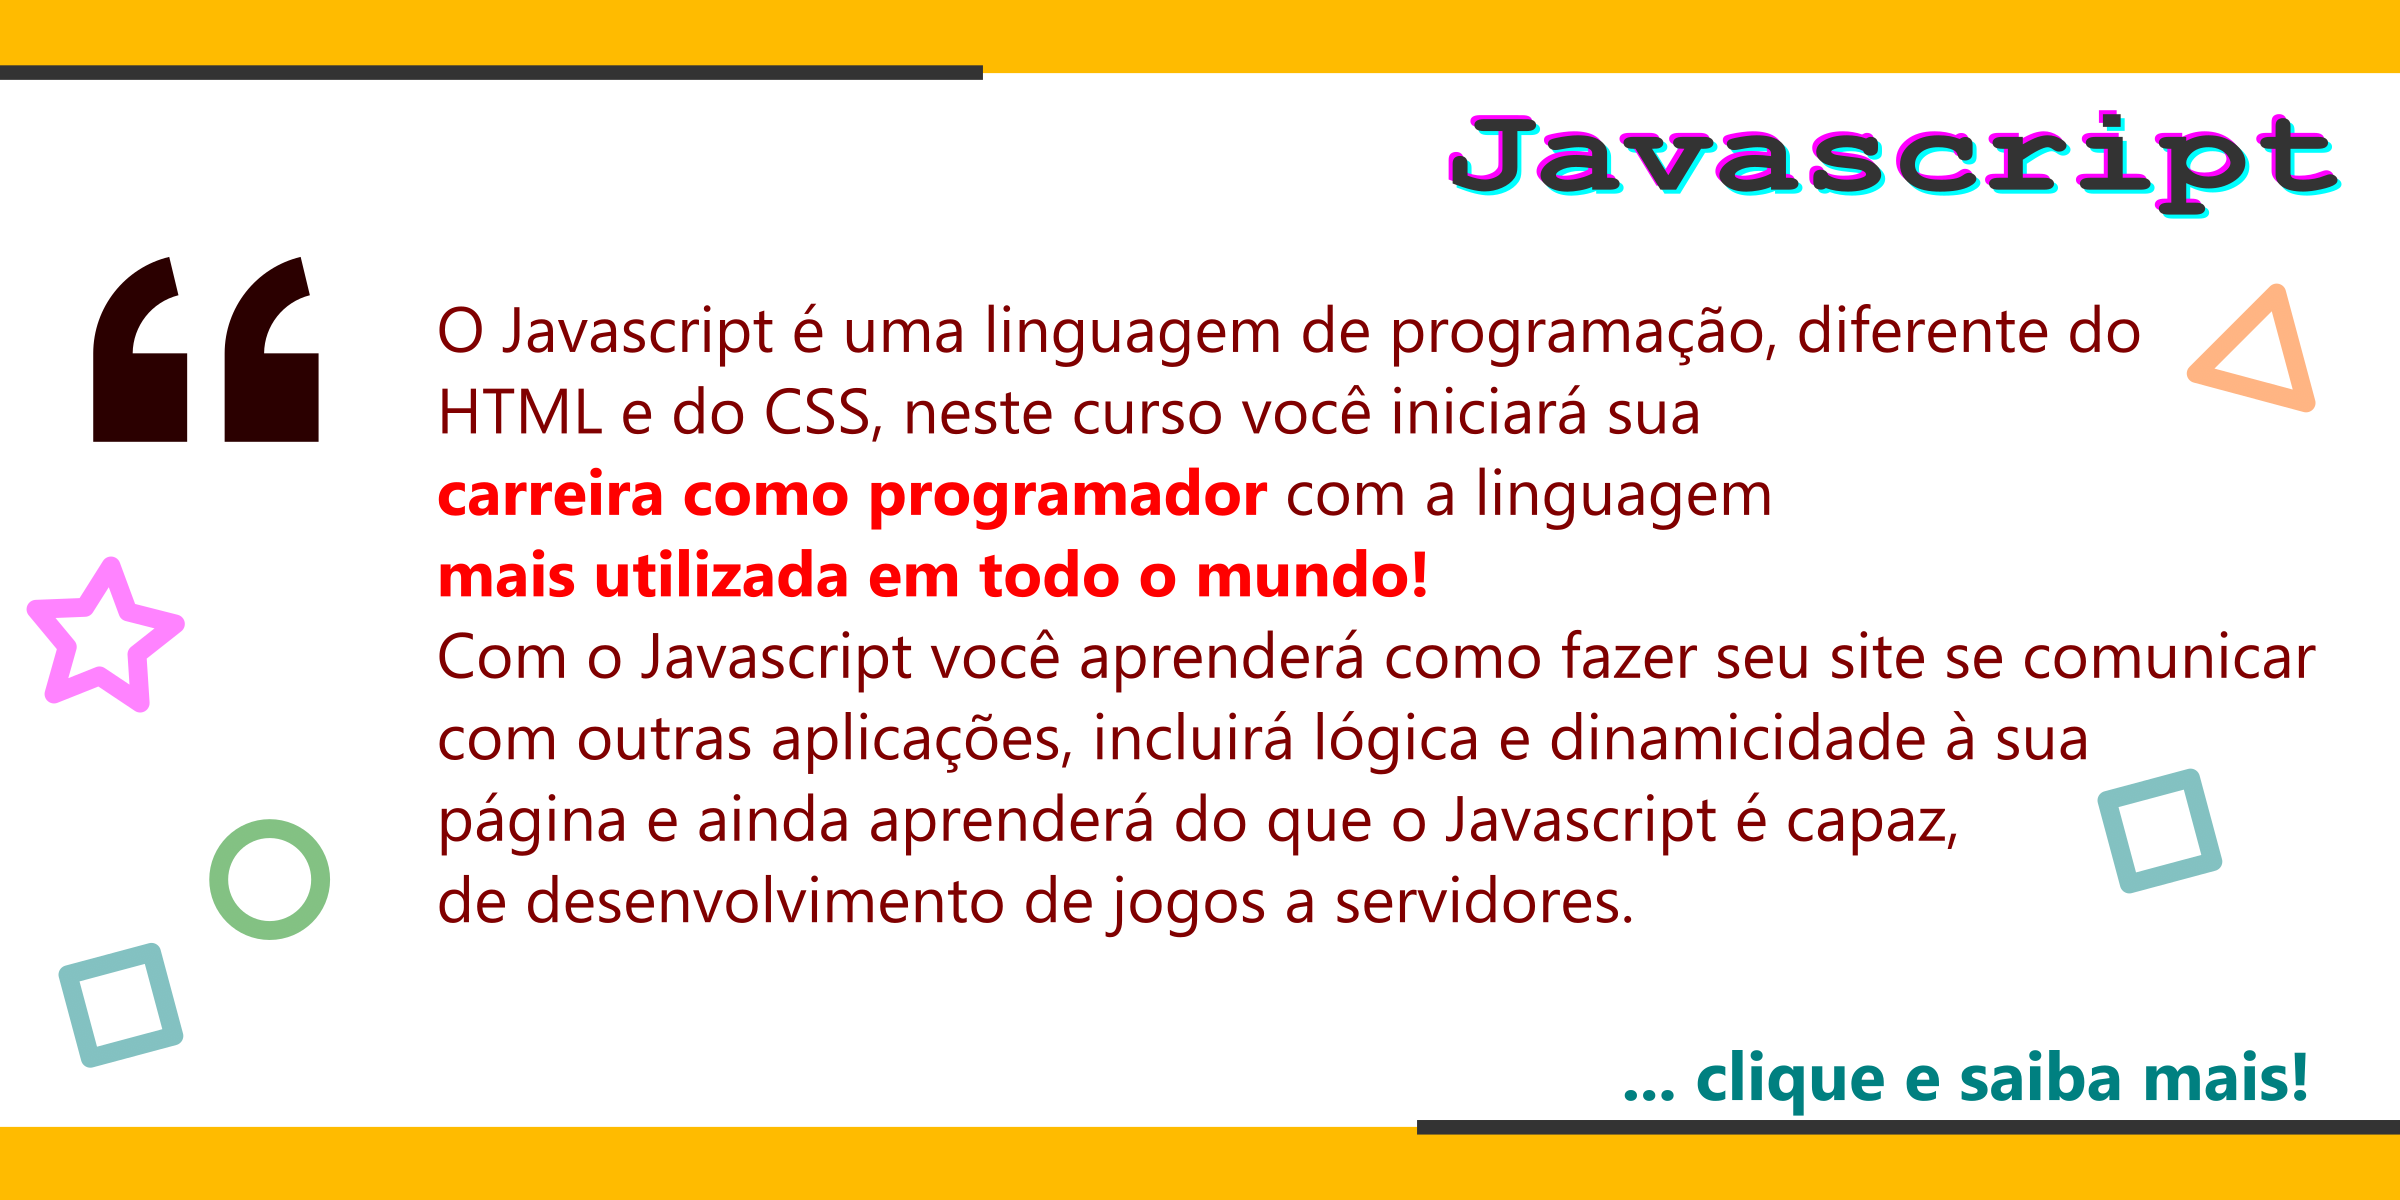 Javascript
O Javascript é uma linguagem de programação, diferente do
HTML e do CSS, neste curso você iniciará sua
carreira como programador com a linguagem
mais utilizada em todo o mundo!
Com o Javascript você aprenderá como fazer seu site se comunicar
com outras aplicações, incluirá lógica e dinamicidade à sua
página e ainda aprenderá do que o Javascript é capaz,
de desenvolvimento de jogos a servidores.
... clique e saiba mais!